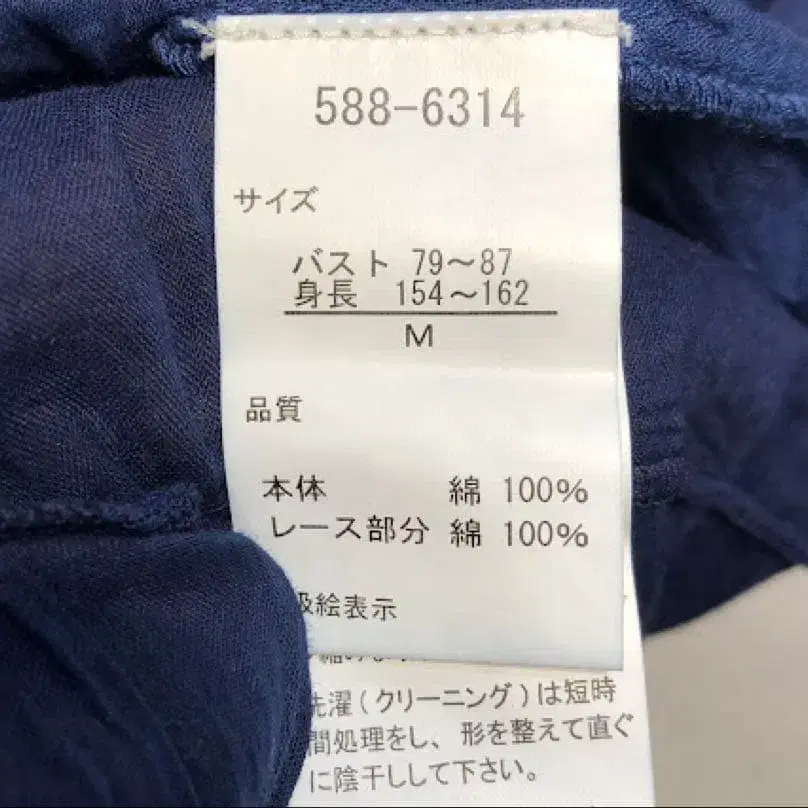 588-6314
サイズ
バスト 79〜87
身長 154〜162
M
品質
本体 綿 100%
レース部分 綿 100%
絵表示
洗濯(クリーニング)は短時
間処理をし、形を整えて直ぐ
に陰干しして下さい。